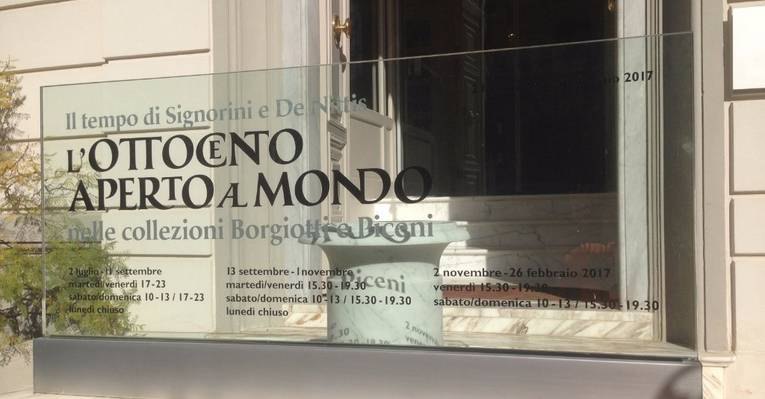 2017
Il tempo di Signorini e De Nittis
L'OTTOCENTO
APERTO AL MONDO
nelle collezioni Borgiotti e Piceni
2 luglio - 11 settembre
martedì/venerdì 17-23
sabato/domenica 10-13 / 17-23
lunedì chiuso
13 settembre - 1 novembre
martedì/venerdì 15.30 -19.30
sabato/domenica 10-13 / 15.30 -19.30
lunedì chiuso
2 novembre - 26 febbraio 2017
venerdì 15.30 -19.30
sabato/domenica 10 -13 / 15.30 -19.30